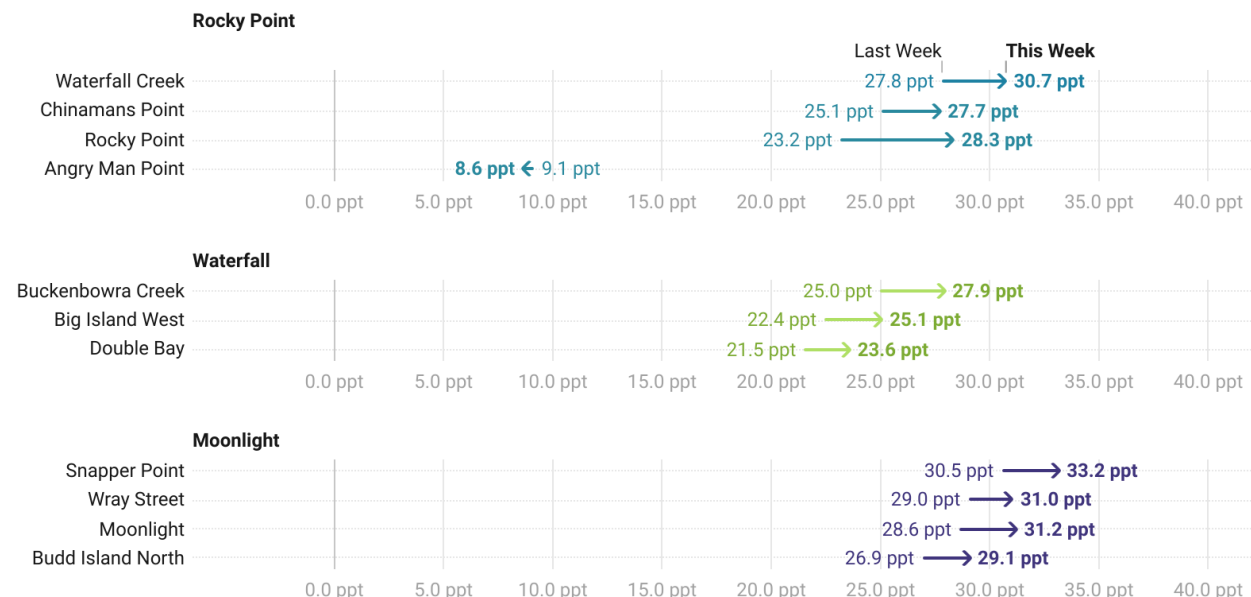 Rocky Point
Last Week This Week
Waterfall Creek 27.8 ppt 30.7 ppt
Chinamans Point 25.1 ppt 27.7 ppt
Rocky Point 23.2 ppt 28.3 ppt
Angry Man Point 8.6 ppt 9.1 ppt
0.0 ppt 5.0 ppt 10.0 ppt 15.0 ppt 20.0 ppt 25.0 ppt 30.0 ppt 35.0 ppt 40.0 ppt
Waterfall
Buckenbowra Creek 25.0 ppt 27.9 ppt
Big Island West 22.4 ppt 25.1 ppt
Double Bay 21.5 ppt 23.6 ppt
0.0 ppt 5.0 ppt 10.0 ppt 15.0 ppt 20.0 ppt 25.0 ppt 30.0 ppt 35.0 ppt 40.0 ppt
Moonlight
Snapper Point 30.5 ppt 33.2 ppt
Wray Street 29.0 ppt 31.0 ppt
Moonlight 28.6 ppt 31.2 ppt
Budd Island North 26.9 ppt 29.1 ppt
0.0 ppt 5.0 ppt 10.0 ppt 15.0 ppt 20.0 ppt 25.0 ppt 30.0 ppt 35.0 ppt 40.0 ppt